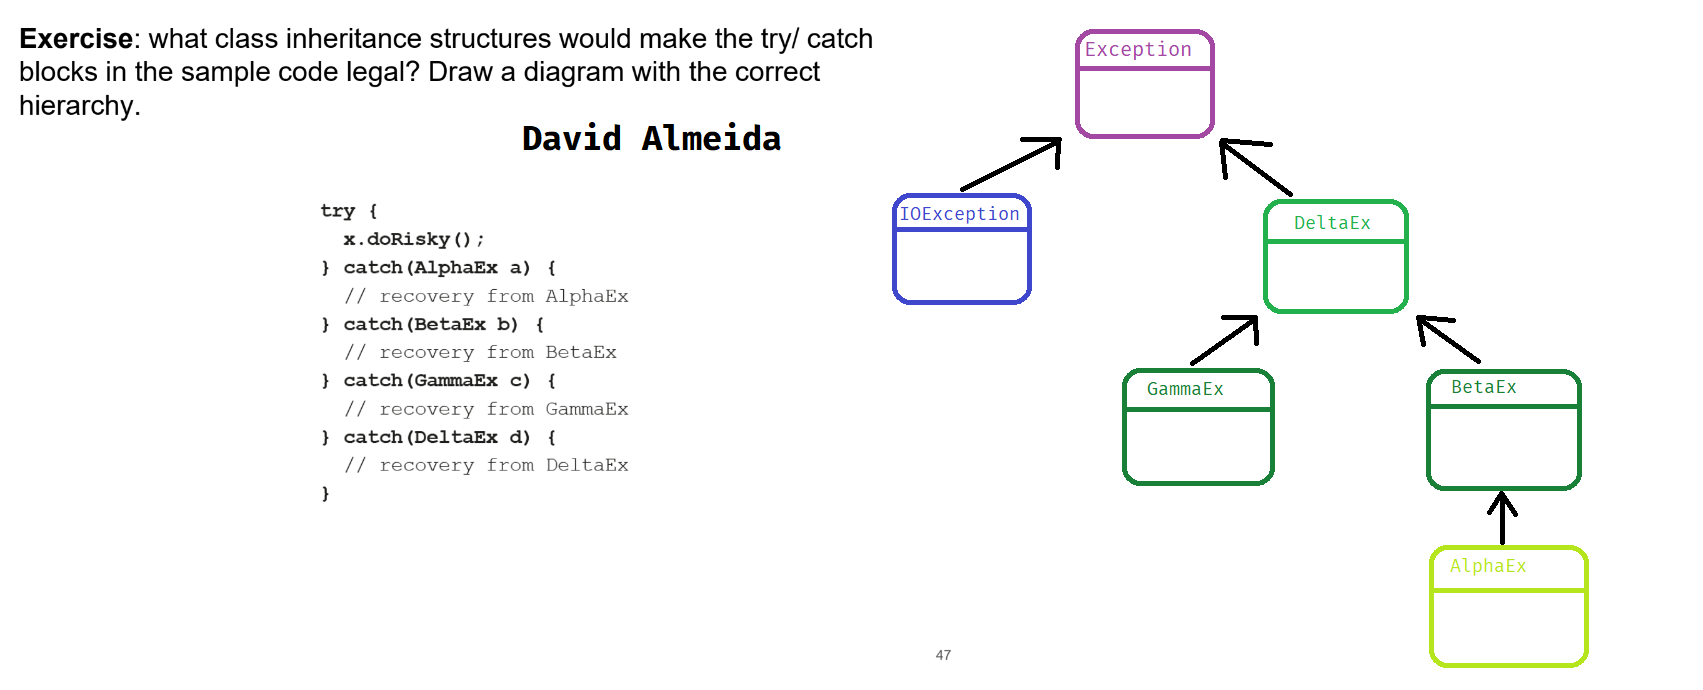 Exercise: what class inheritance structures would make the try/ catch
blocks in the sample code legal? Draw a diagram with the correct
hierarchy.
David Almeida
try {
  x.doRisky();
} catch(AlphaEx a) {
  // recovery from AlphaEx
} catch(BetaEx b) {
  // recovery from BetaEx
} catch(GammaEx c) {
  // recovery from GammaEx
} catch(DeltaEx d) {
  // recovery from DeltaEx
}
Exception
IOException
DeltaEx
GammaEx
BetaEx
AlphaEx
47